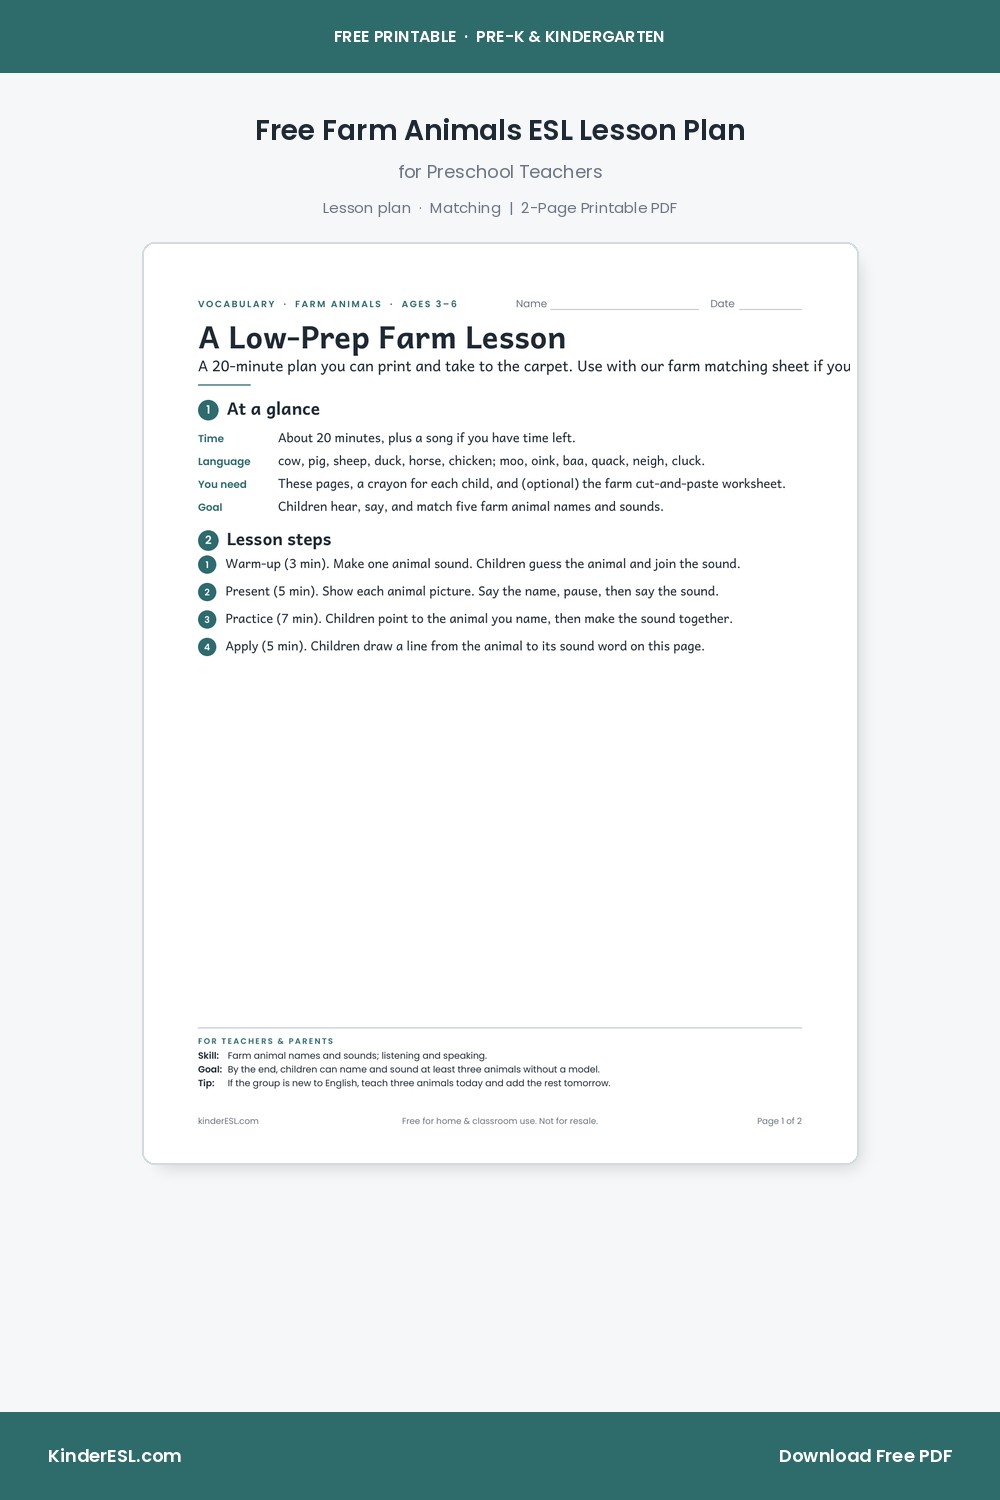 FREE PRINTABLE · PRE-K & KINDERGARTEN
Free Farm Animals ESL Lesson Plan
for Preschool Teachers
Lesson plan · Matching | 2-Page Printable PDF
VOCABULARY · FARM ANIMALS · AGES 3–6 Name Date
A Low-Prep Farm Lesson
A 20-minute plan you can print and take to the carpet. Use with our farm matching sheet if you
1 At a glance
Time About 20 minutes, plus a song if you have time left.
Language cow, pig, sheep, duck, horse, chicken; moo, oink, baa, quack, neigh, cluck.
You need These pages, a crayon for each child, and (optional) the farm cut-and-paste worksheet.
Goal Children hear, say, and match five farm animal names and sounds.
2 Lesson steps
1 Warm-up (3 min). Make one animal sound. Children guess the animal and join the sound.
2 Present (5 min). Show each animal picture. Say the name, pause, then say the sound.
3 Practice (7 min). Children point to the animal you name, then make the sound together.
4 Apply (5 min). Children draw a line from the animal to its sound word on this page.
FOR TEACHERS & PARENTS
Skill: Farm animal names and sounds; listening and speaking.
Goal: By the end, children can name and sound at least three animals without a model.
Tip: If the group is new to English, teach three animals today and add the rest tomorrow.
kinderESL.com Free for home & classroom use. Not for resale. Page 1 of 2
KinderESL.com Download Free PDF